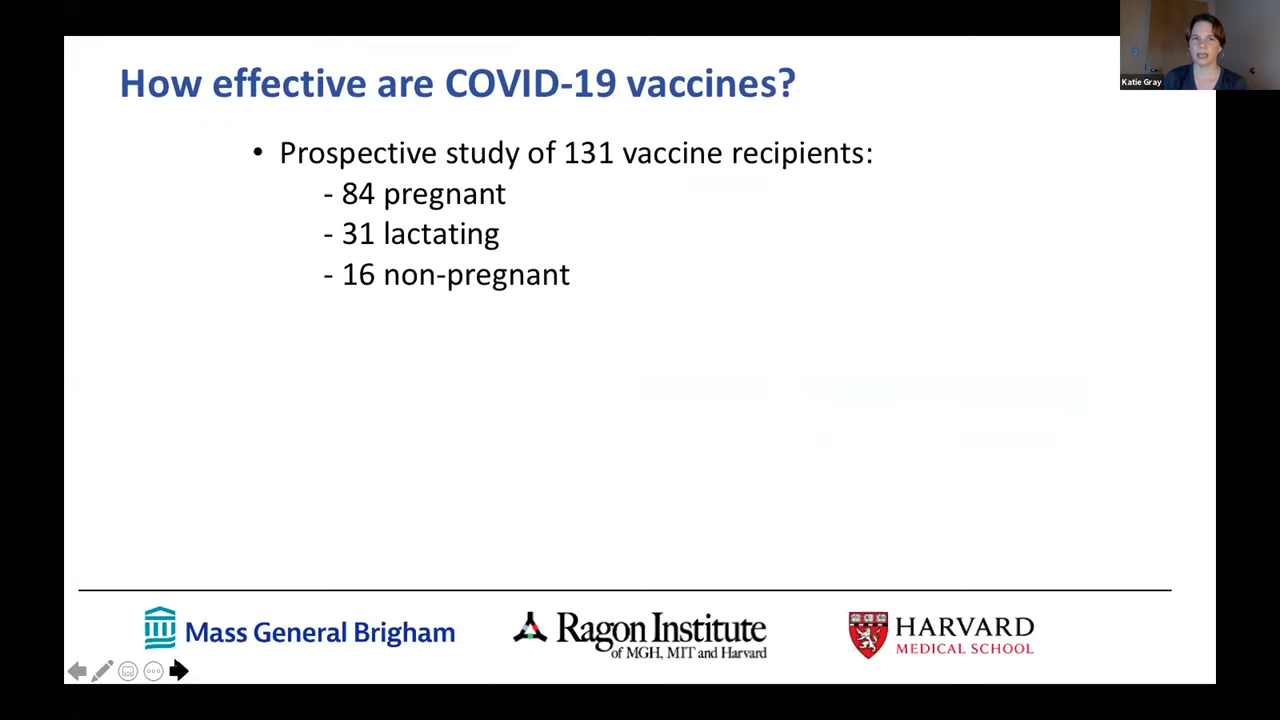 How effective are COVID-19 vaccines?
Katie Gray
• Prospective study of 131 vaccine recipients:
- 84 pregnant
- 31 lactating
- 16 non-pregnant
Mass General Brigham
Ragon Institute
of MGH, MIT and Harvard
HARVARD
MEDICAL SCHOOL